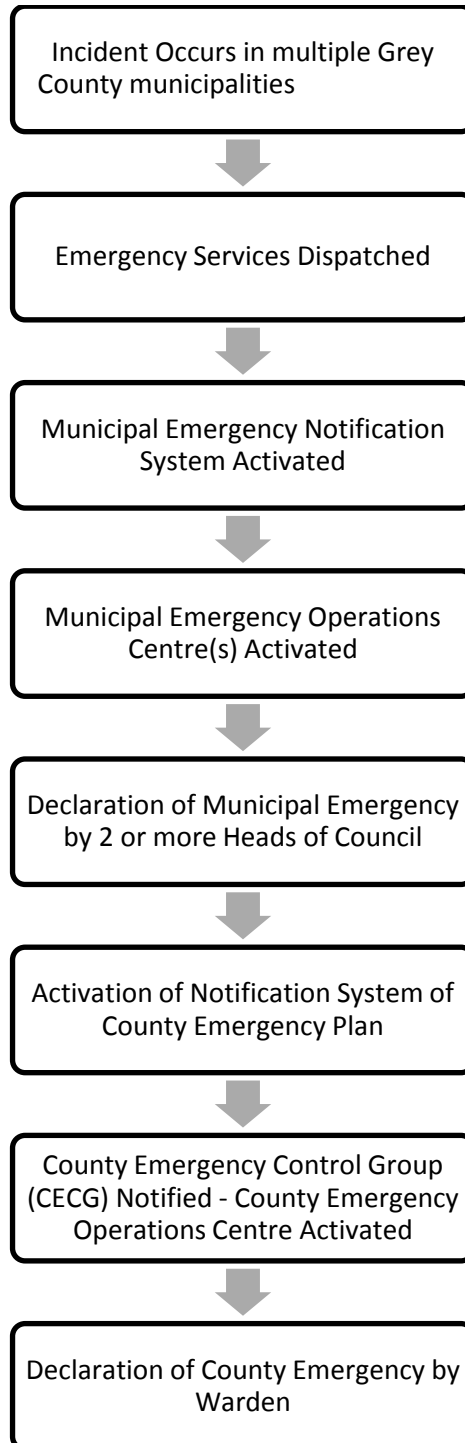 Incident Occurs in multiple Grey
County municipalities
Emergency Services Dispatched
Municipal Emergency Notification
System Activated
Municipal Emergency Operations
Centre(s) Activated
Declaration of Municipal Emergency
by 2 or more Heads of Council
Activation of Notification System of
County Emergency Plan
County Emergency Control Group
(CECG) Notified - County Emergency
Operations Centre Activated
Declaration of County Emergency by
Warden